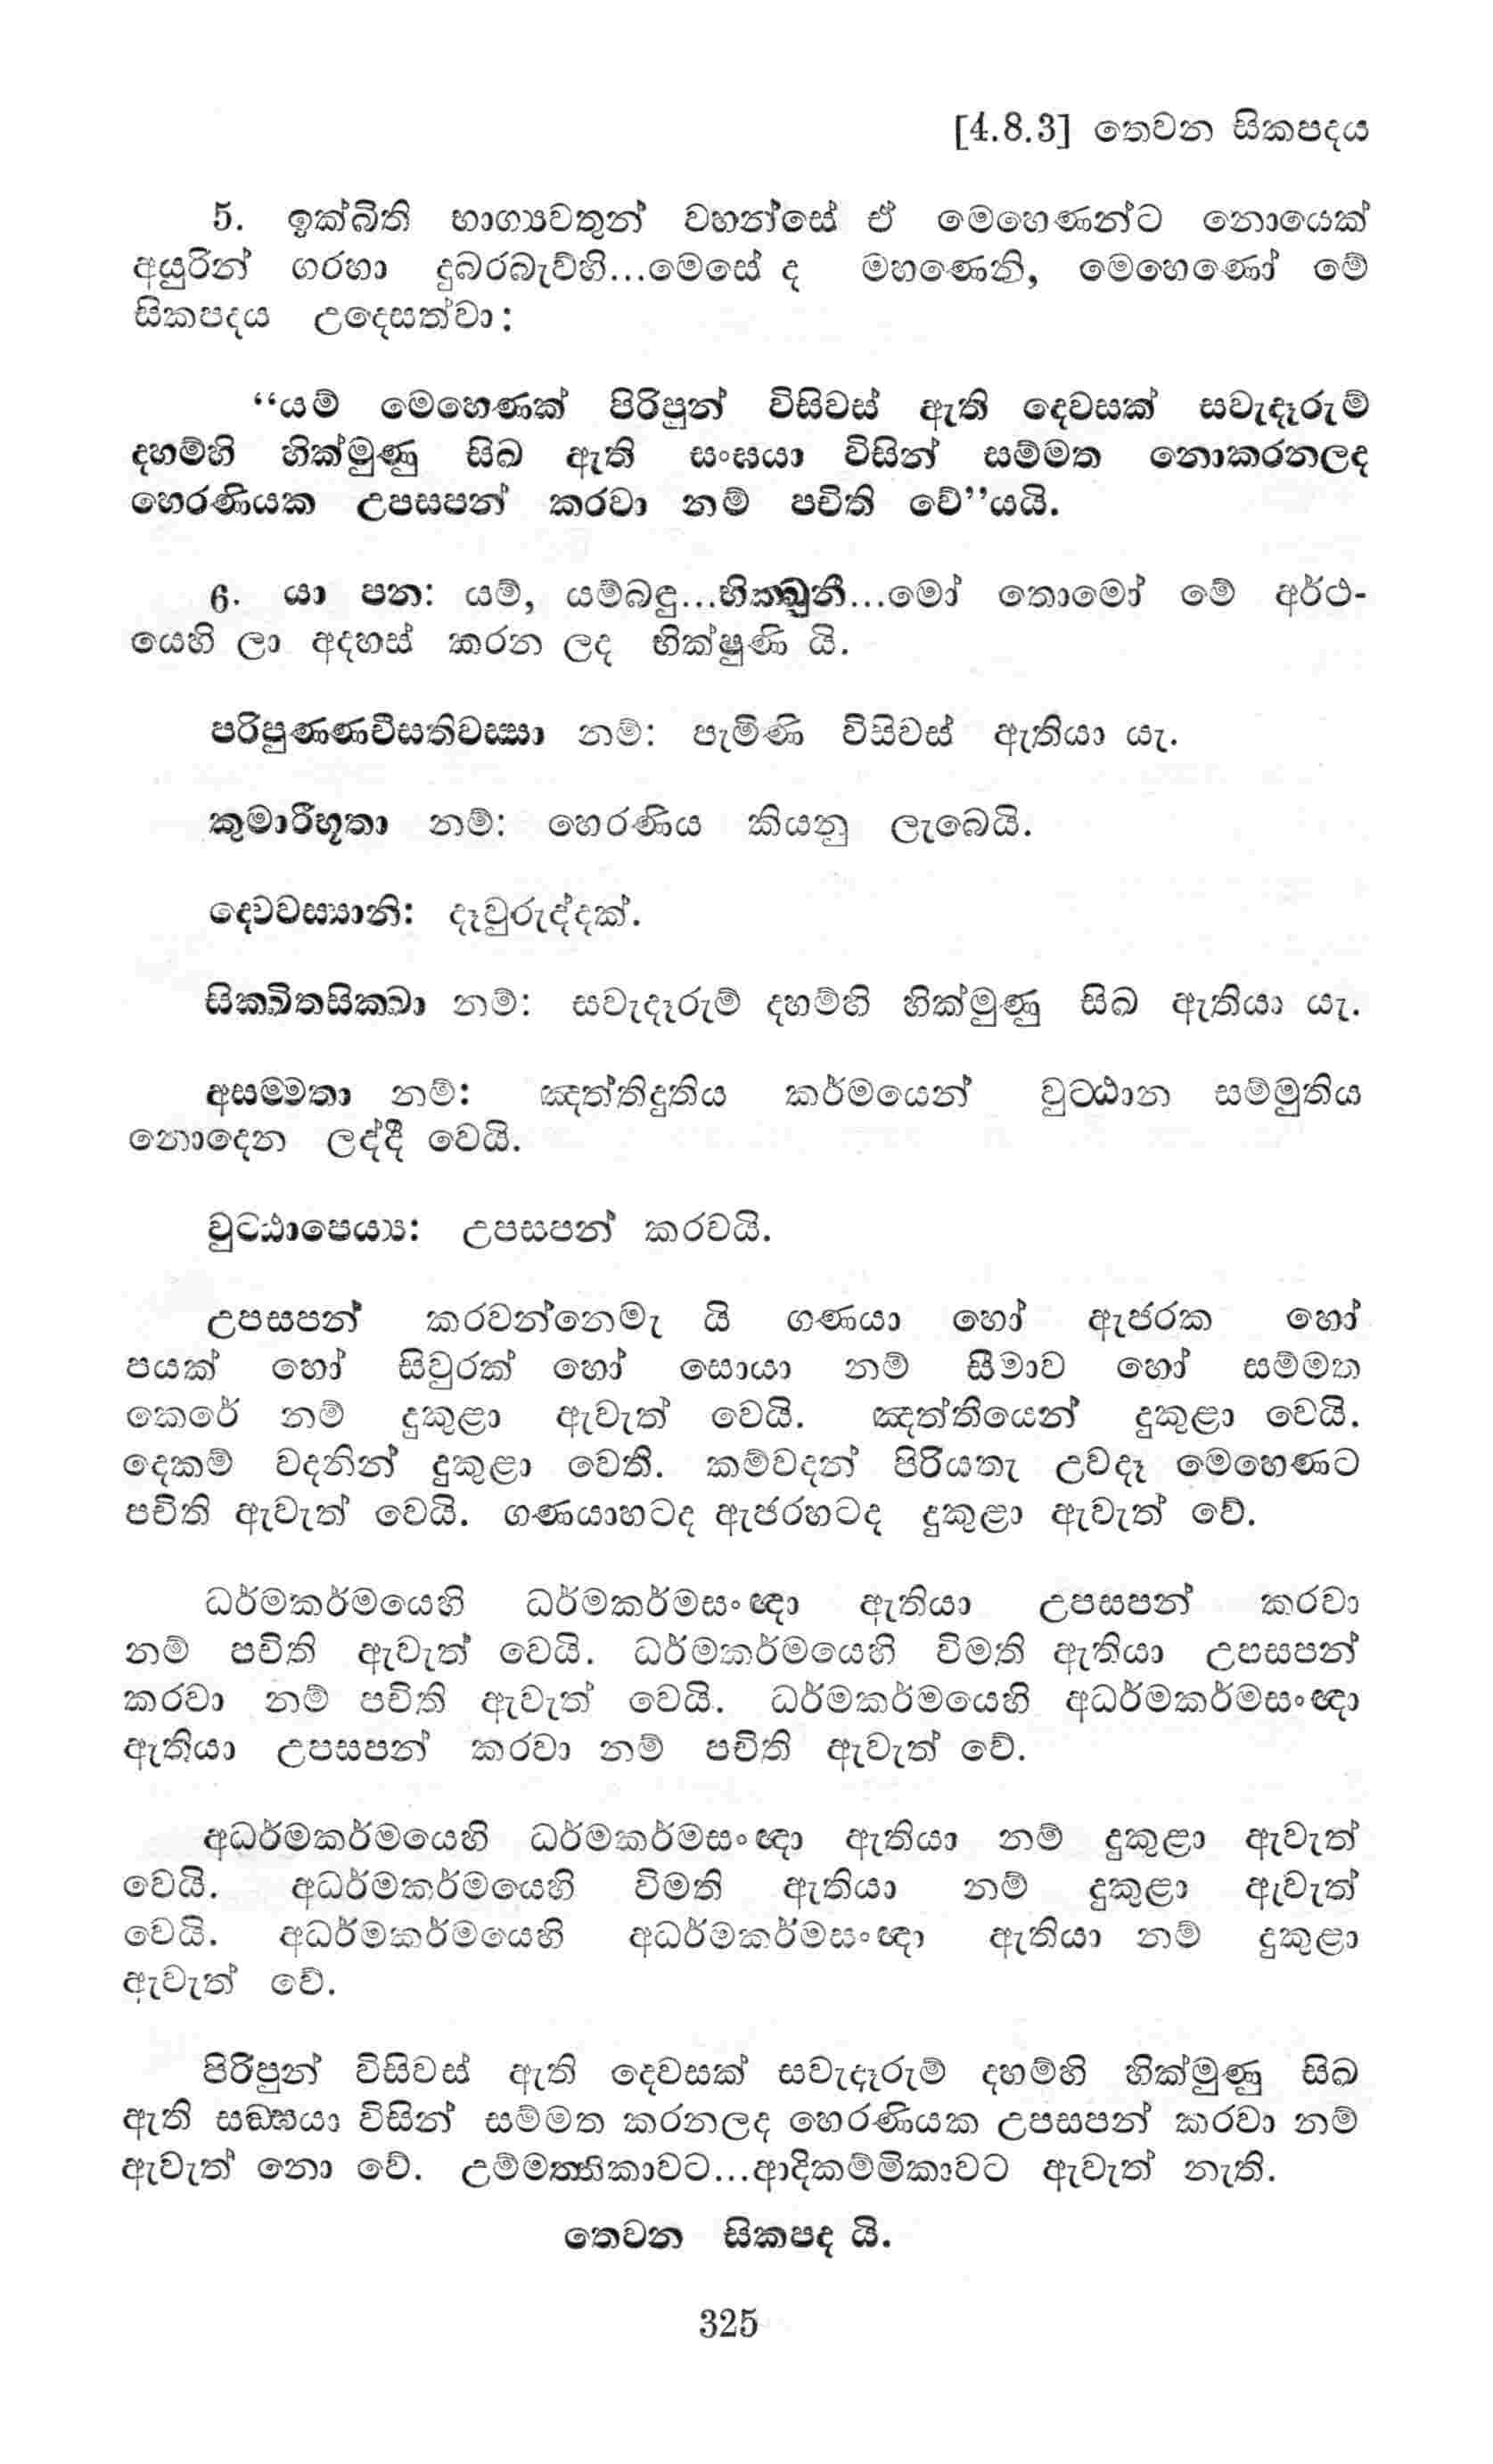 [4.8.3] තෙවන සිකපදය
5. ඉක්බිති භාග්‍යවතුන් වහන්සේ ඒ මෙහෙණන්ට නොයෙක්
අයුරින් ගරහා දුබරබැව්හි...මෙසේ ද මහණෙනි, මෙහෙණෝ මේ
සිකපදය උදෙසත්වා:
“යම් මෙහෙණක් පිරිපුන් විසිවස් ඇති දෙවසක් සවැදෑරුම්
දහම්හි හික්මුණු සිඛ ඇති සංඝයා විසින් සම්මත නොකරනලද
හෙරණියක උපසපන් කරවා නම් පචිති වේ”යයි.
6. යා පන: යම්, යම්බඳු...භික්‍ඛුනී...මෝ තොමෝ මේ අර්ථ-
යෙහි ලා අදහස් කරන ලද භික්ෂුණි යි.
පරිපුණ්‍ණවීසතිවස්‍සා නම්: පැමිණි විසිවස් ඇතියා යැ.
කුමාරීභූතා නම්: හෙරණිය කියනු ලැබෙයි.
දෙවවස්‍සානි: දෑවුරුද්දක්.
සික්‍ඛිතසික්‍ඛා නම්: සවැදෑරුම් දහම්හි හික්මුණු සිඛ ඇතියා යැ.
අසම්‍මතා නම්: ඤත්තිදුතිය කර්මයෙන් වුට්‍ඨාන සම්මුතිය
නොදෙන ලද්දී වෙයි.
වුට්‍ඨාපෙය්‍ය: උපසපන් කරවයි.
උපසපන් කරවන්නෙමැ යි ගණයා හෝ ඇජරක හෝ
පයක් හෝ සිවුරක් හෝ සොයා නම් සීමාව හෝ සම්මත
කෙරේ නම් දුකුළා ඇවැත් වෙයි. ඤත්තියෙන් දුකුළා වෙයි.
දෙකම් වදනින් දුකුළා වෙති. කම්වදන් පිරියතැ උවදෑ මෙහෙණට
පචිති ඇවැත් වෙයි. ගණයාහටද ඇජරහටද දුකුළා ඇවැත් වේ.
ධර්මකර්මයෙහි ධර්මකර්මසංඥා ඇතියා උපසපන් කරවා
නම් පචිති ඇවැත් වෙයි. ධර්මකර්මයෙහි විමති ඇතියා උපසපන්
කරවා නම් පචිති ඇවැත් වෙයි. ධර්මකර්මයෙහි අධර්මකර්මසංඥා
ඇතියා උපසපන් කරවා නම් පචිති ඇවැත් වේ.
අධර්මකර්මයෙහි ධර්මකර්මසංඥා ඇතියා නම් දුකුළා ඇවැත්
වෙයි. අධර්මකර්මයෙහි විමති ඇතියා නම් දුකුළා ඇවැත්
වෙයි. අධර්මකර්මයෙහි අධර්මකර්මසංඥා ඇතියා නම් දුකුළා
ඇවැත් වේ.
පිරිපුන් විසිවස් ඇති දෙවසක් සවැදෑරුම් දහම්හි හික්මුණු සිඛ
ඇති සඞ්‍ඝයා විසින් සම්මත කරනලද හෙරණියක උපසපන් කරවා නම්
ඇවැත් නො වේ. උම්මත්‍තිකාවට...ආදිකම්මිකාවට ඇවැත් නැති.
තෙවන සිකපද යි.
325